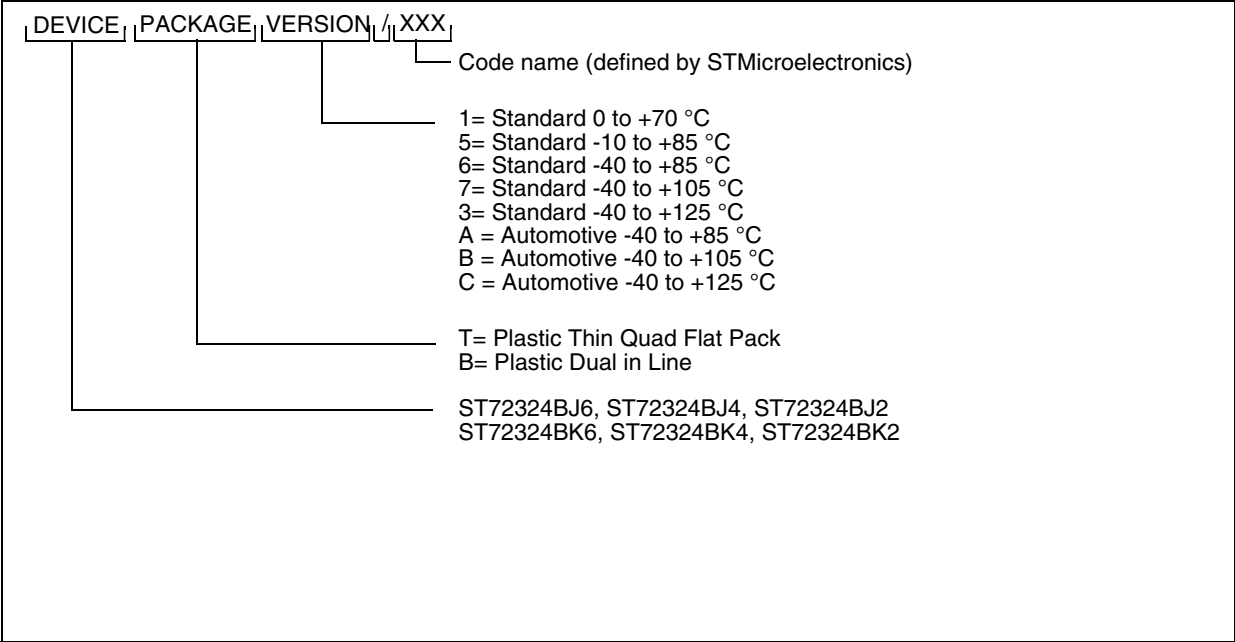 DEVICE PACKAGE VERSION / XXX
Code name (defined by STMicroelectronics)
1= Standard 0 to +70 °C
5= Standard -10 to +85 °C
6= Standard -40 to +85 °C
7= Standard -40 to +105 °C
3= Standard -40 to +125 °C
A = Automotive -40 to +85 °C
B = Automotive -40 to +105 °C
C = Automotive -40 to +125 °C
T= Plastic Thin Quad Flat Pack
B= Plastic Dual in Line
ST72324BJ6, ST72324BJ4, ST72324BJ2
ST72324BK6, ST72324BK4, ST72324BK2